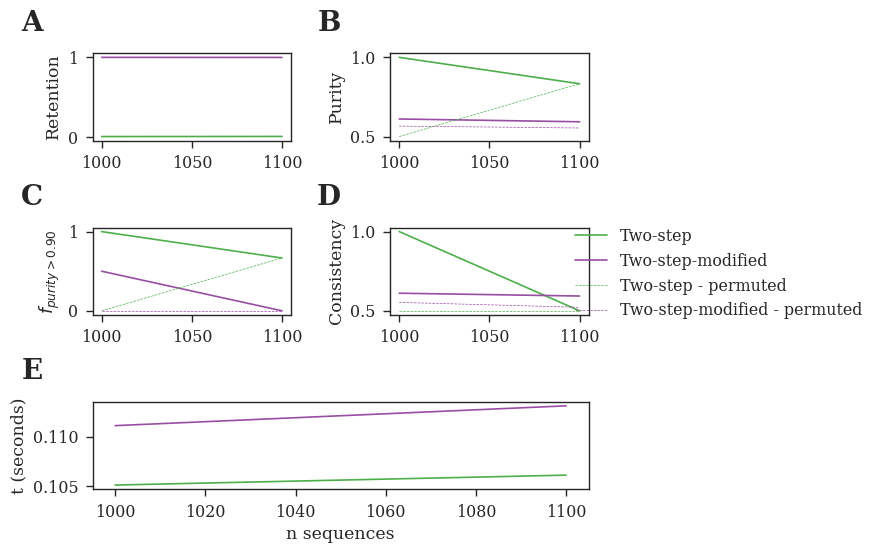 A
Retention
1
0
1000 1050 1100
B
Purity
1.0
0.5
1000 1050 1100
C
f_{purity > 0.90}
1
0
1000 1050 1100
D
Consistency
1.0
0.5
1000 1050 1100
Two-step
Two-step-modified
Two-step - permuted
Two-step-modified - permuted
E
t (seconds)
0.110
0.105
1000 1020 1040 1060 1080 1100
n sequences